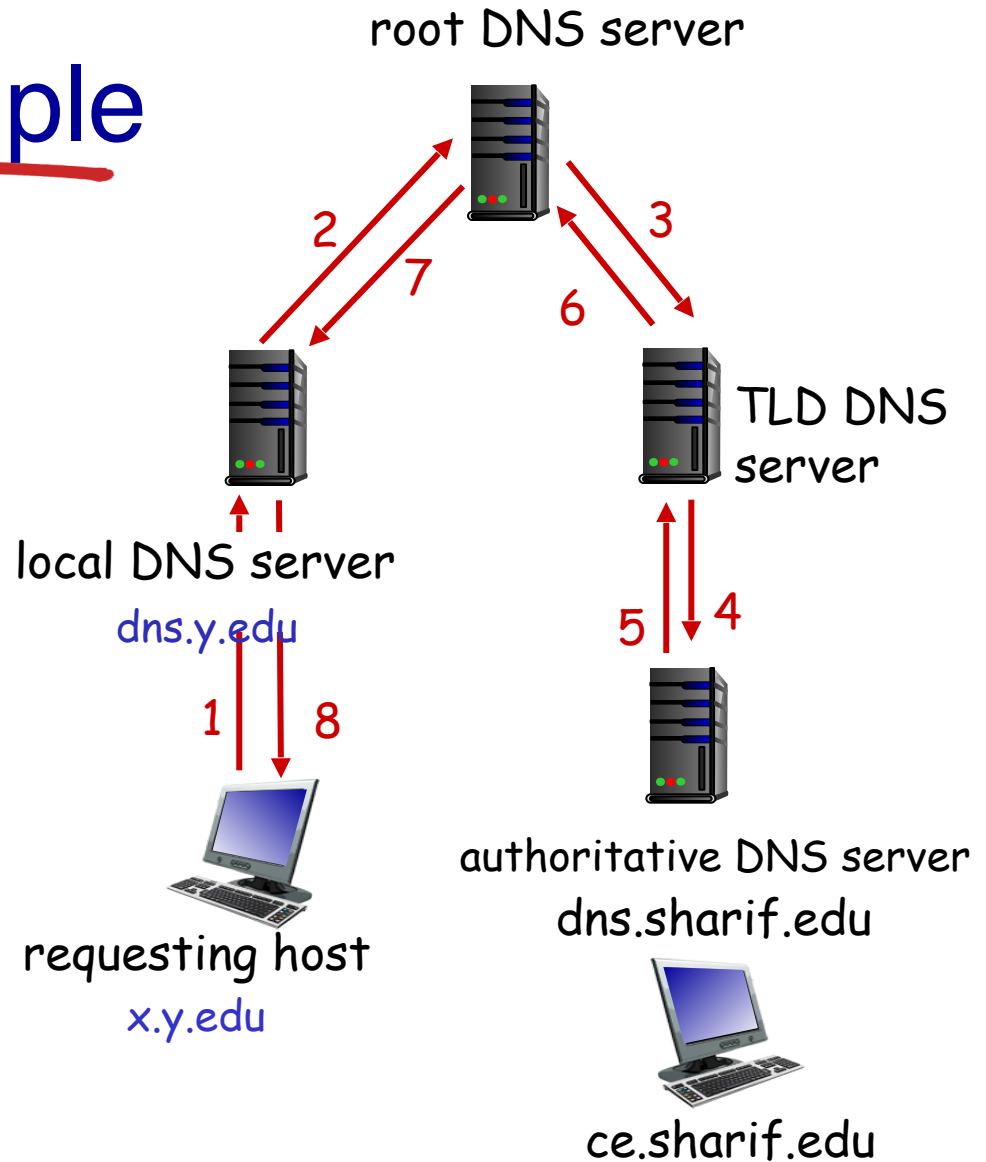 root DNS server
ple
2
3
7
6
TLD DNS
server
local DNS server
dns.y.edu
5
4
1
8
authoritative DNS server
dns.sharif.edu
requesting host
x.y.edu
ce.sharif.edu